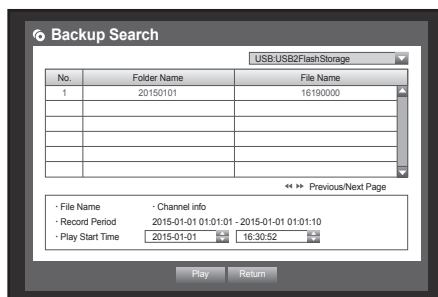 Backup Search
USB:USB2FlashStorage
No. Folder Name File Name
1 20150101 16190000
Previous/Next Page
· File Name · Channel info
· Record Period 2015-01-01 01:01:01 - 2015-01-01 01:01:10
· Play Start Time 2015-01-01 16:30:52
Play Return